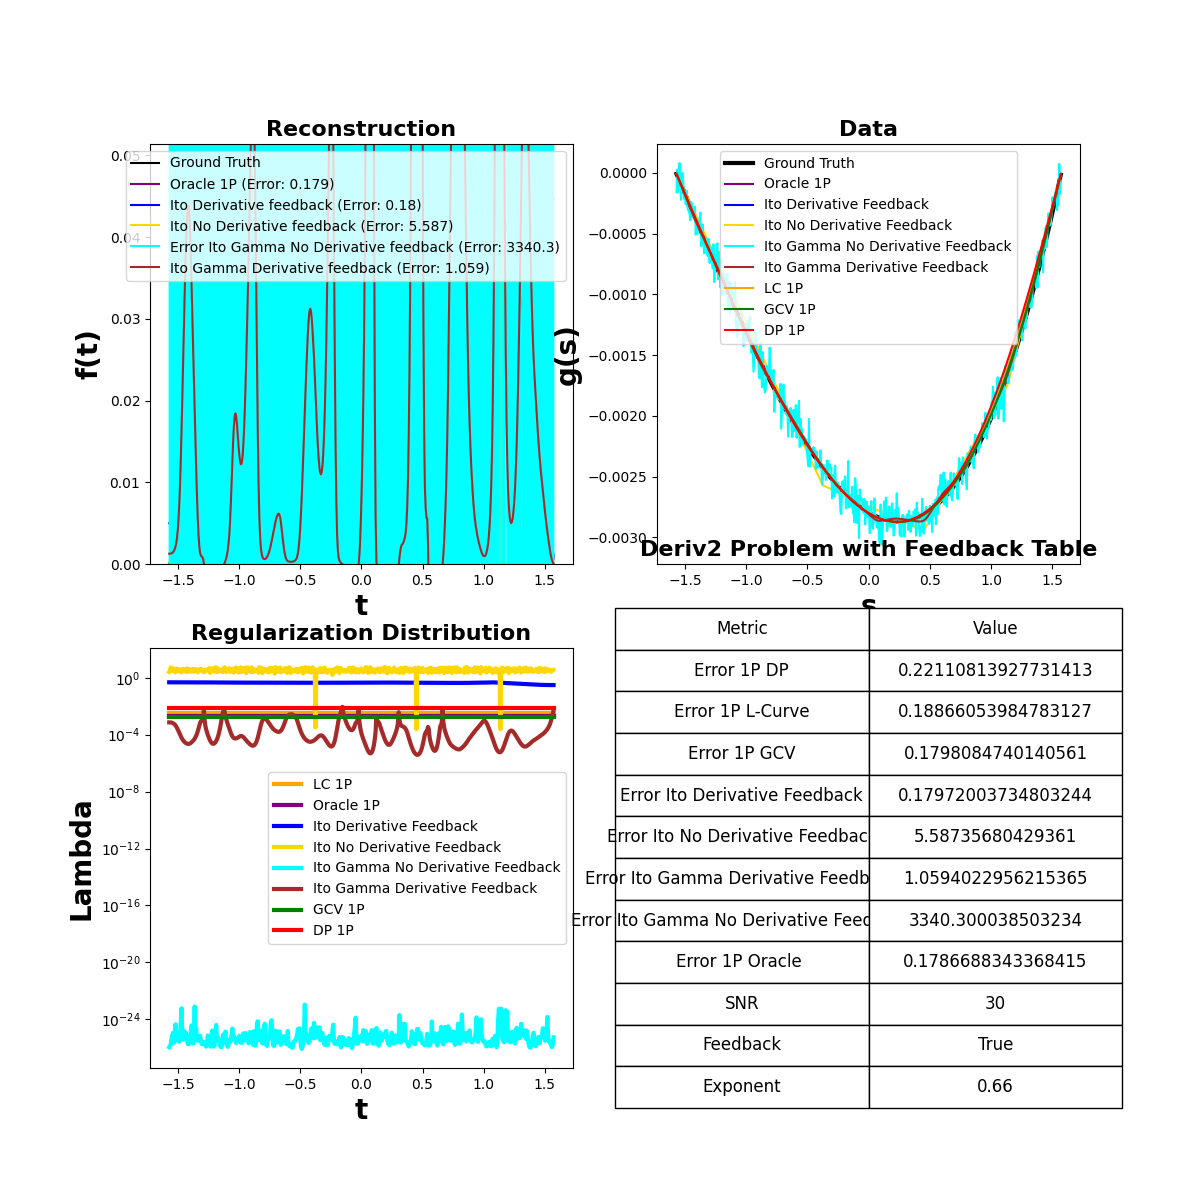 Reconstruction
f(t)
0.05
0.04
0.03
0.02
0.01
0.00
Ground Truth
Oracle 1P (Error: 0.179)
Ito Derivative feedback (Error: 0.18)
Ito No Derivative feedback (Error: 5.587)
Error Ito Gamma No Derivative feedback (Error: 3340.3)
Ito Gamma Derivative feedback (Error: 1.059)
−1.5 −1.0 −0.5 0.0 0.5 1.0 1.5
t
Data
g(s)
0.0000
−0.0005
−0.0010
−0.0015
−0.0020
−0.0025
−0.0030
Ground Truth
Oracle 1P
Ito Derivative Feedback
Ito No Derivative Feedback
Ito Gamma No Derivative Feedback
Ito Gamma Derivative Feedback
LC 1P
GCV 1P
DP 1P
−1.5 −1.0 −0.5 0.0 0.5 1.0 1.5
s
Regularization Distribution
Lambda
10^0
10^−4
10^−8
10^−12
10^−16
10^−20
10^−24
LC 1P
Oracle 1P
Ito Derivative Feedback
Ito No Derivative Feedback
Ito Gamma No Derivative Feedback
Ito Gamma Derivative Feedback
GCV 1P
DP 1P
−1.5 −1.0 −0.5 0.0 0.5 1.0 1.5
t
Deriv2 Problem with Feedback Table
Metric Value
Error 1P DP 0.22110813927731413
Error 1P L-Curve 0.18866053984783127
Error 1P GCV 0.1798084740140561
Error Ito Derivative Feedback 0.17972003734803244
Error Ito No Derivative Feedbac 5.58735680429361
Error Ito Gamma Derivative Feedb 1.0594022956215365
Error Ito Gamma No Derivative Feed 3340.300038503234
Error 1P Oracle 0.1786688343368415
SNR 30
Feedback True
Exponent 0.66